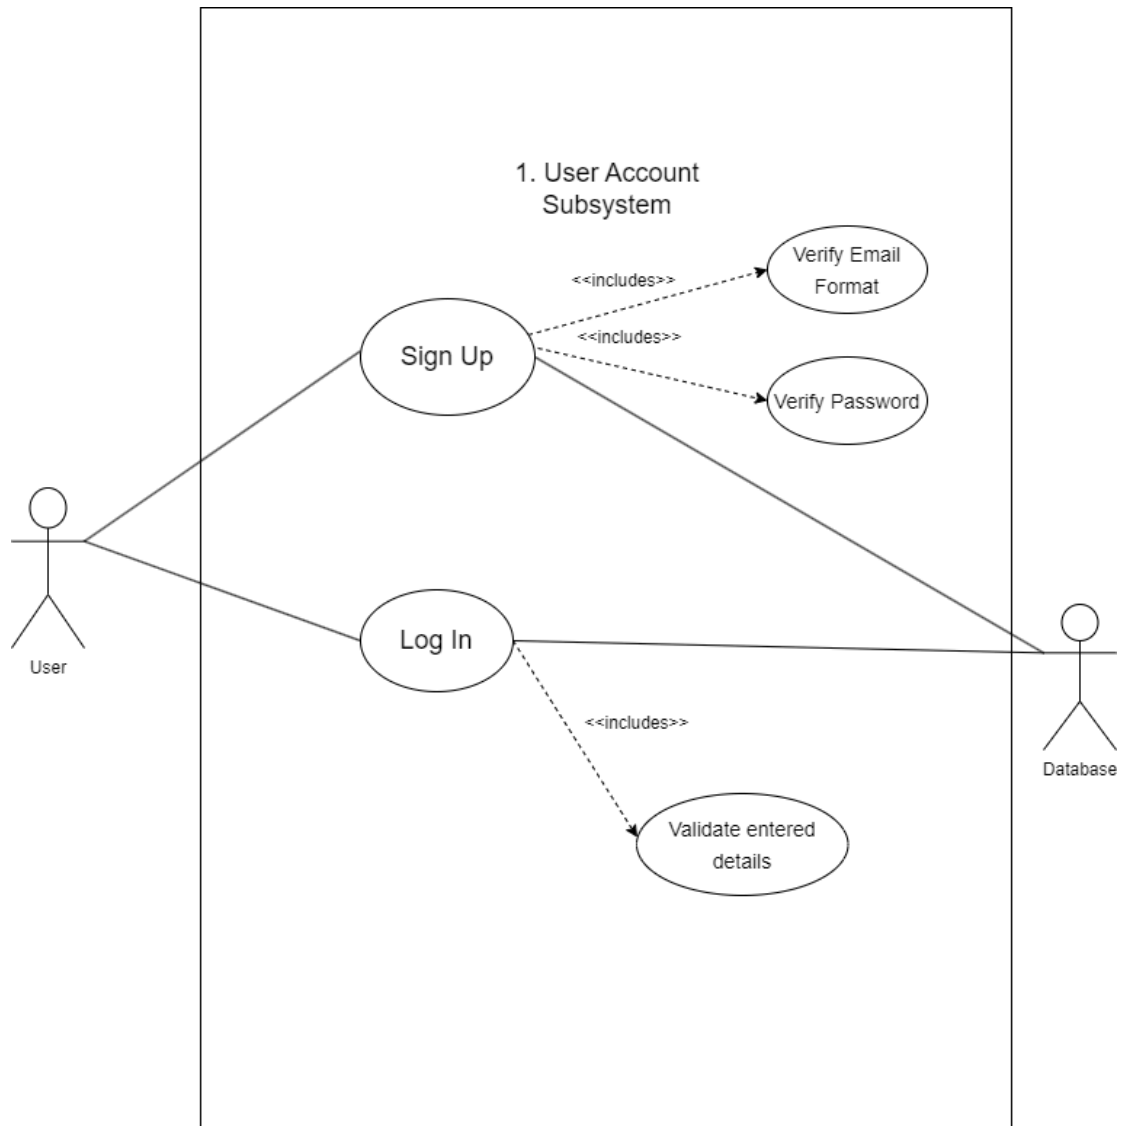 1. User Account
Subsystem
Verify Email
Format
<<includes>>
<<includes>>
Sign Up
Verify Password
User
Log In
<<includes>>
Database
Validate entered
details